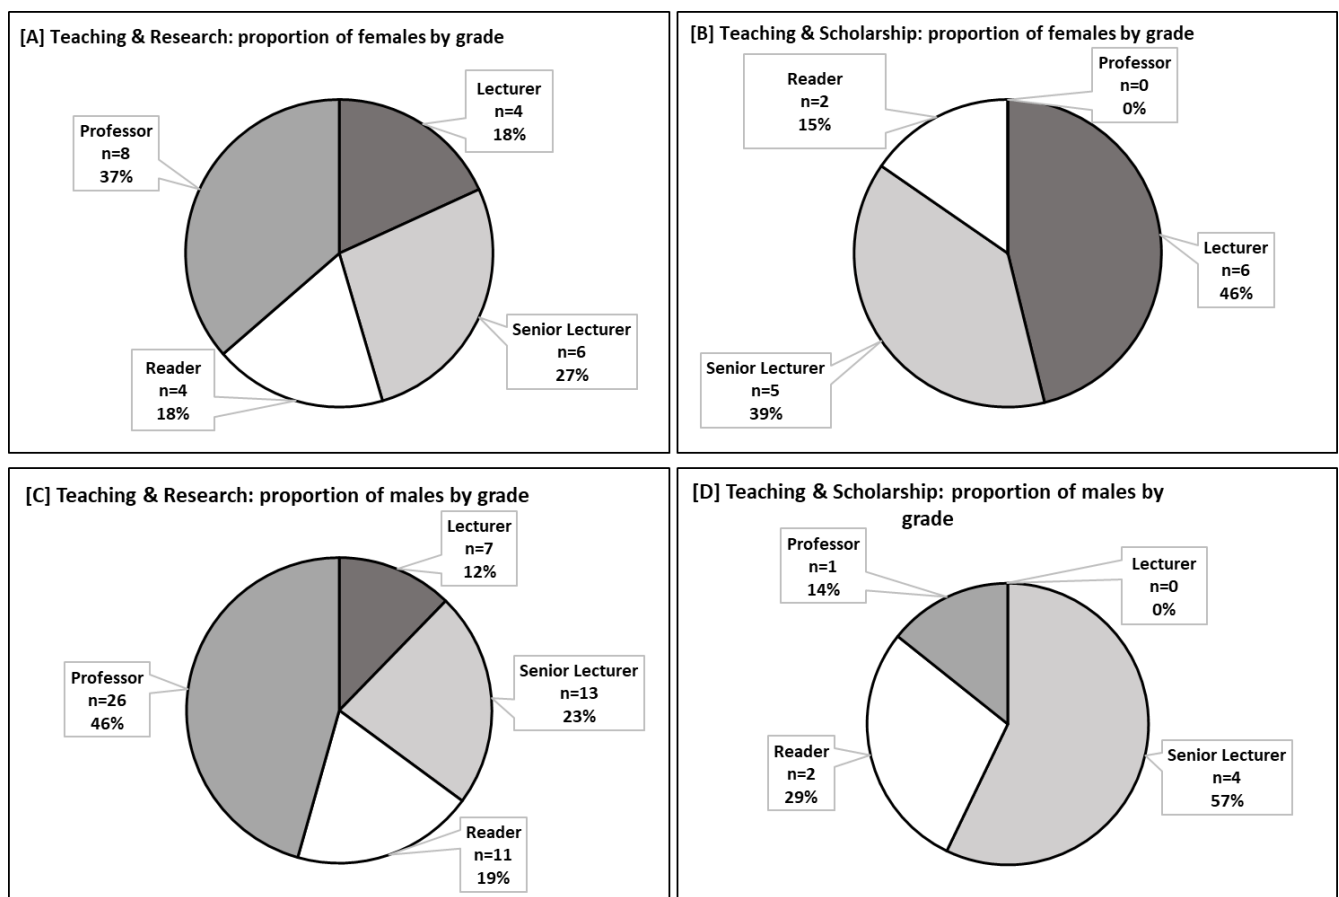 [A] Teaching & Research: proportion of females by grade
Lecturer
n=4
18%
Professor
n=8
37%
Senior Lecturer
n=6
27%
Reader
n=4
18%
[B] Teaching & Scholarship: proportion of females by grade
Professor
n=0
0%
Reader
n=2
15%
Lecturer
n=6
46%
Senior Lecturer
n=5
39%
[C] Teaching & Research: proportion of males by grade
Lecturer
n=7
12%
Professor
n=26
46%
Senior Lecturer
n=13
23%
Reader
n=11
19%
[D] Teaching & Scholarship: proportion of males by
grade
Professor
n=1
14%
Lecturer
n=0
0%
Reader
n=2
29%
Senior Lecturer
n=4
57%